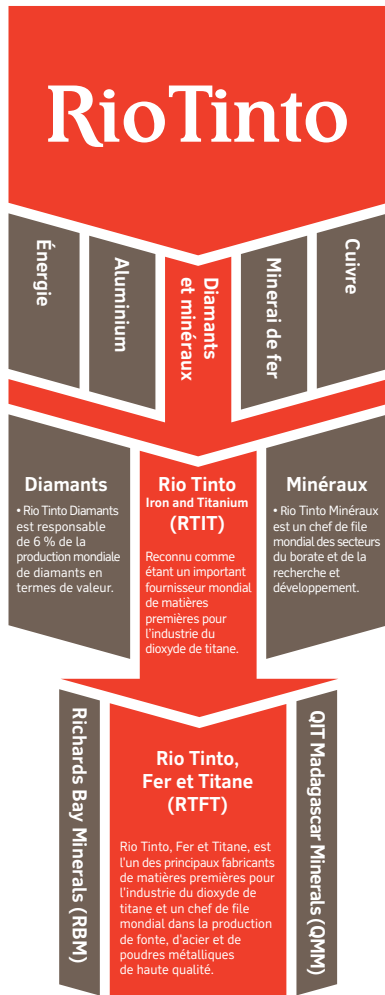 RioTinto
Énergie
Aluminium
Diamants
et minéraux
Minerai de fer
Cuivre
Diamants
• Rio Tinto Diamants
est responsable
de 6 % de la
production mondiale
de diamants en
termes de valeur.
Rio Tinto
Iron and Titanium
(RTIT)
Reconnu comme
étant un important
fournisseur mondial
de matières
premières pour
l'industrie du
dioxyde de titane.
Minéraux
• Rio Tinto Minéraux
est un chef de file
mondial des secteurs
du borate et de la
recherche et
développement.
Richards Bay Minerals (RBM)
Rio Tinto,
Fer et Titane
(RTFT)
Rio Tinto, Fer et Titane, est
l'un des principaux fabricants
de matières premières pour
l'industrie du dioxyde de
titane et un chef de file
mondial dans la production
de fonte, d'acier et de
poudres métalliques
de haute qualité.
QIT Madagascar Minerals (QMM)